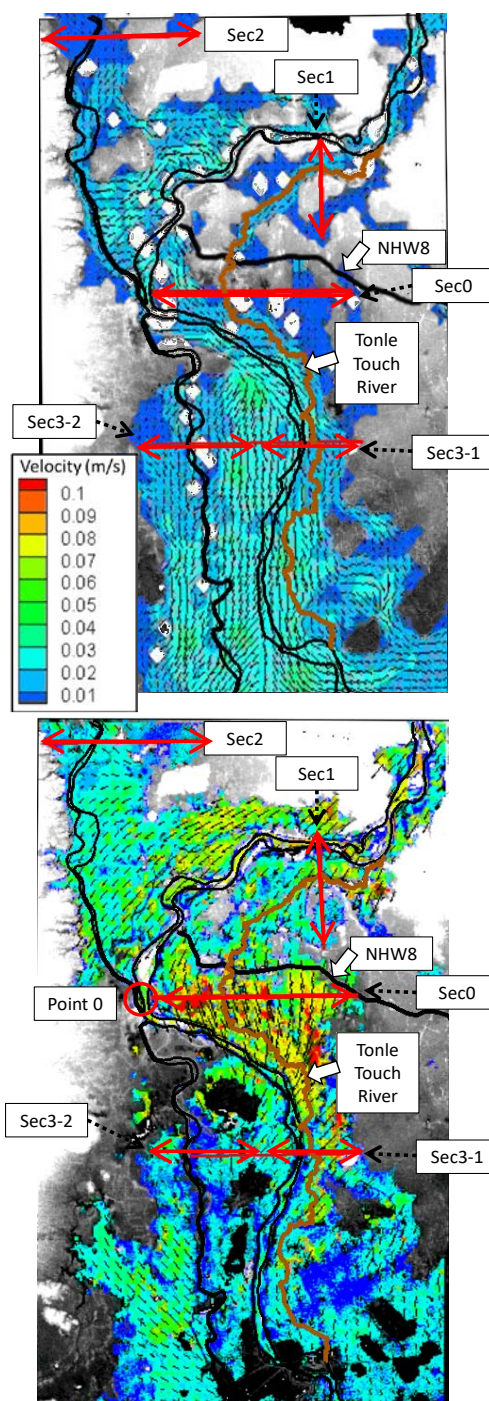 Sec2
Sec1
NHW8
Sec0
Tonle
Touch
River
Sec3-2
Sec3-1
Velocity (m/s)
0.1
0.09
0.08
0.07
0.06
0.05
0.04
0.03
0.02
0.01
Sec2
Sec1
NHW8
Point 0
Sec0
Tonle
Touch
River
Sec3-2
Sec3-1